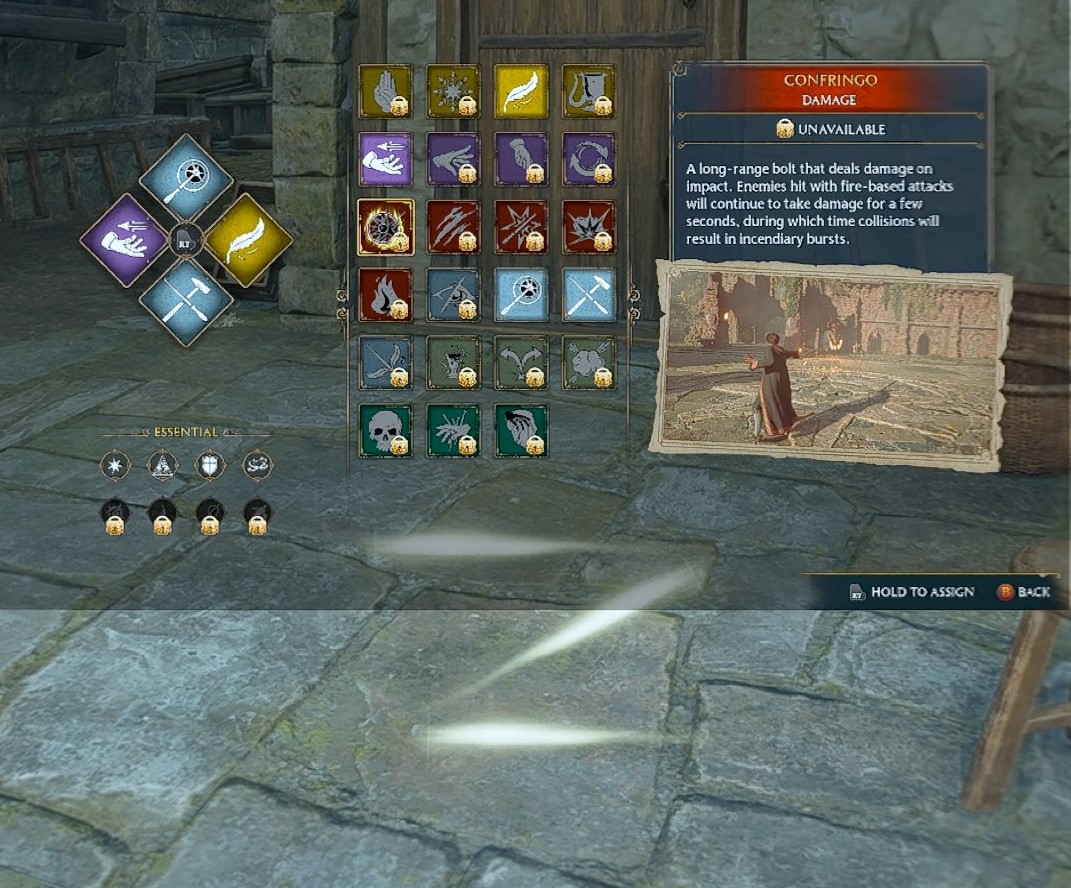 CONFRINGO
DAMAGE
UNAVAILABLE
A long-range bolt that deals damage on
impact. Enemies hit with fire-based attacks
will continue to take damage for a few
seconds, during which time collisions will
result in incendiary bursts.
RT
ESSENTIAL
RT HOLD TO ASSIGN B BACK